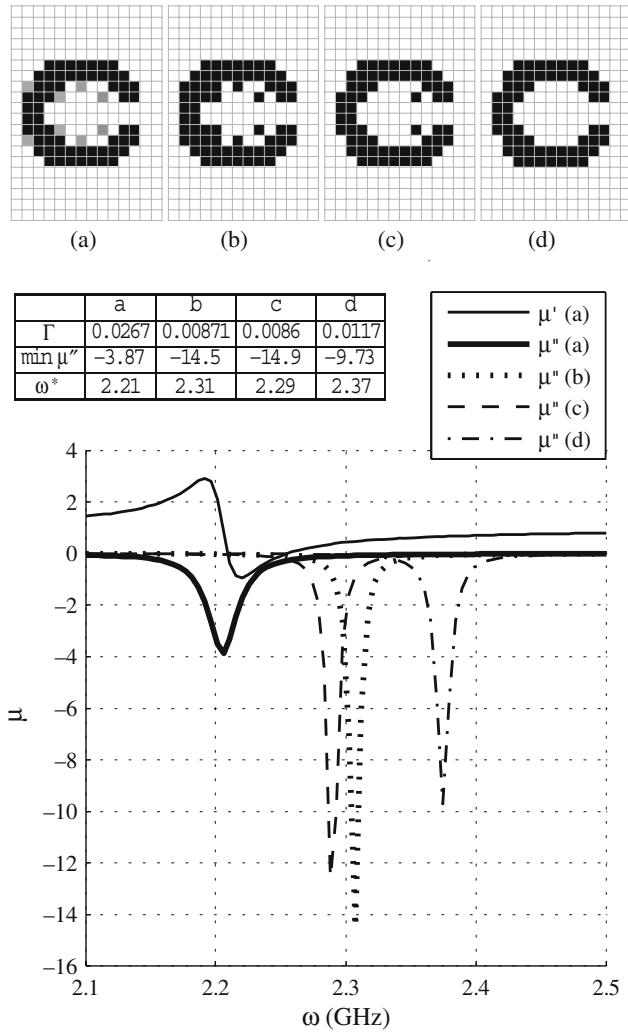 (a) (b) (c) (d)
a b c d
Γ 0.0267 0.00871 0.0086 0.0117
min μ″ −3.87 −14.5 −14.9 −9.73
ω* 2.21 2.31 2.29 2.37
μ' (a)
μ" (a)
μ" (b)
μ" (c)
μ" (d)
4
2
0
−2
−4
−6
−8
−10
−12
−14
−16
μ
2.1 2.2 2.3 2.4 2.5
ω (GHz)